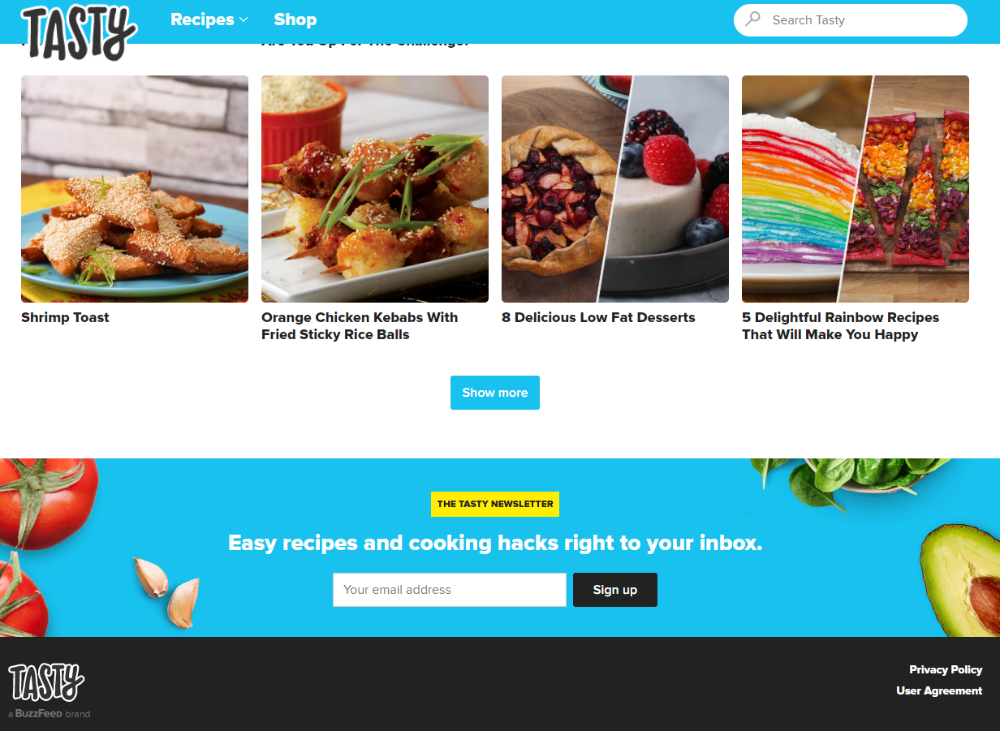 TASTY
Recipes
Shop
Search Tasty
Are You Up For The Challenge?
Shrimp Toast
Orange Chicken Kebabs With
Fried Sticky Rice Balls
8 Delicious Low Fat Desserts
5 Delightful Rainbow Recipes
That Will Make You Happy
Show more
THE TASTY NEWSLETTER
Easy recipes and cooking hacks right to your inbox.
Your email address
Sign up
TASTY
a BuzzFeed brand
Privacy Policy
User Agreement